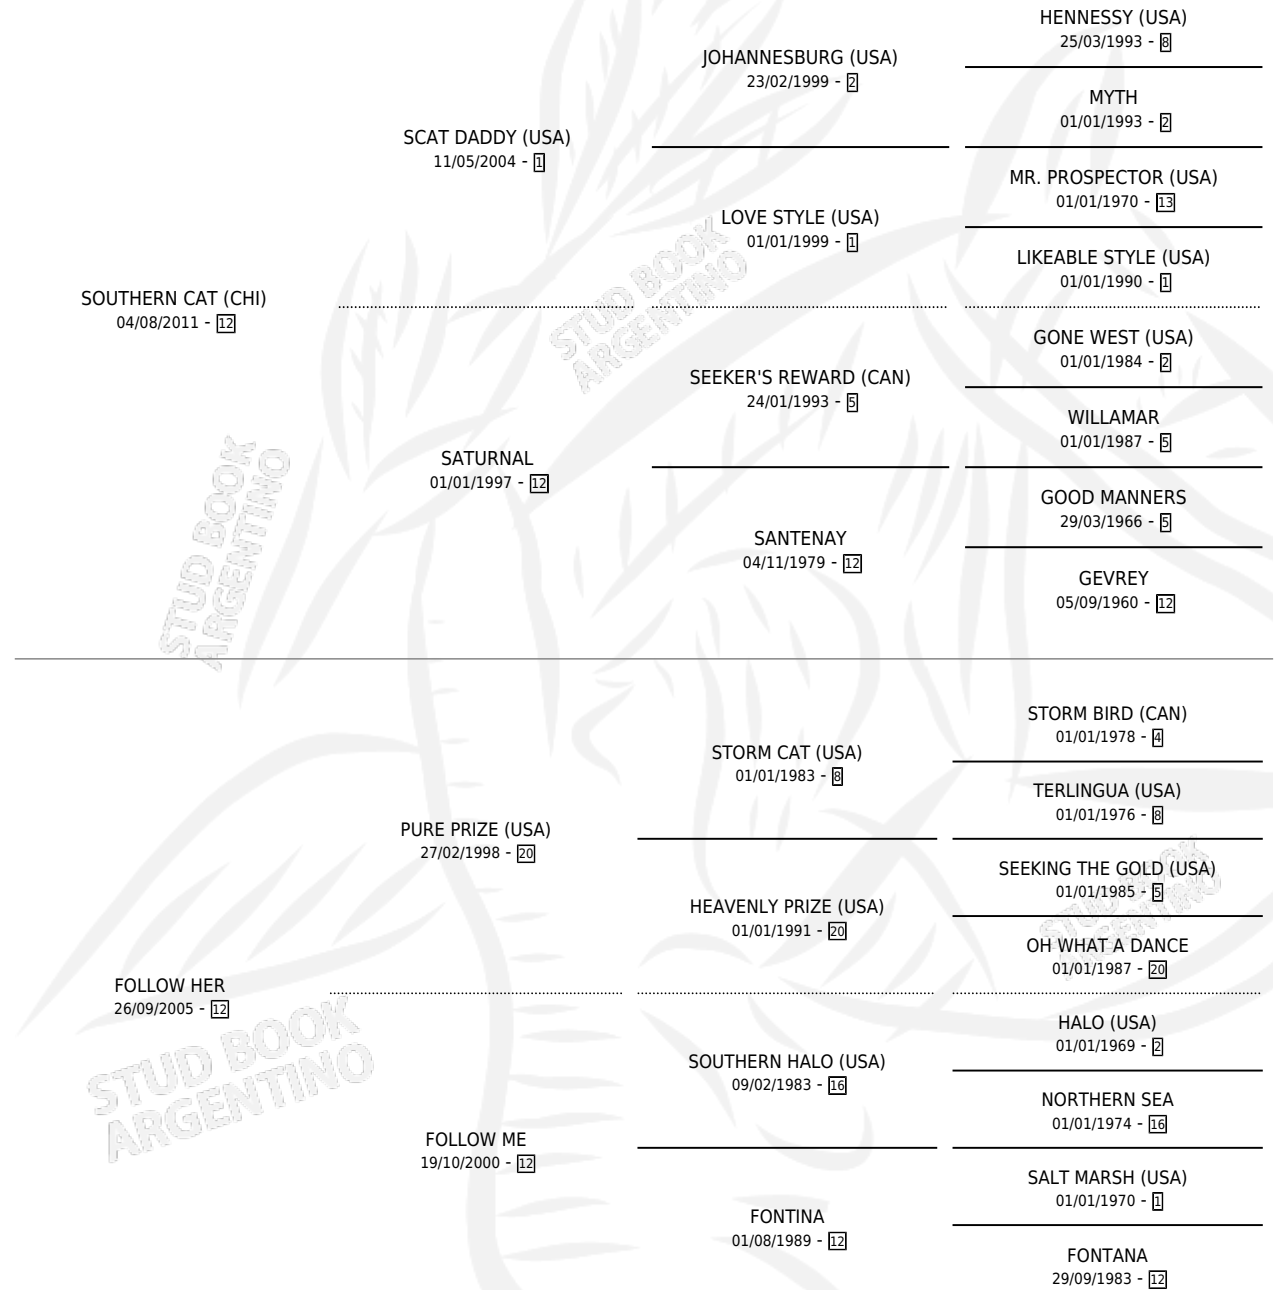 HENNESSY (USA)
25/03/1993 - 8
JOHANNESBURG (USA)
23/02/1999 - 2
MYTH
01/01/1993 - 2
SCAT DADDY (USA)
11/05/2004 - 1
MR. PROSPECTOR (USA)
01/01/1970 - 13
LOVE STYLE (USA)
01/01/1999 - 1
LIKEABLE STYLE (USA)
01/01/1990 - 1
SOUTHERN CAT (CHI)
04/08/2011 - 12
GONE WEST (USA)
01/01/1984 - 2
SEEKER'S REWARD (CAN)
24/01/1993 - 5
WILLAMAR
01/01/1987 - 5
SATURNAL
01/01/1997 - 12
GOOD MANNERS
29/03/1966 - 5
SANTENAY
04/11/1979 - 12
GEVREY
05/09/1960 - 12
STORM BIRD (CAN)
01/01/1978 - 4
STORM CAT (USA)
01/01/1983 - 8
TERLINGUA (USA)
01/01/1976 - 8
PURE PRIZE (USA)
27/02/1998 - 20
SEEKING THE GOLD (USA)
01/01/1985 - 5
HEAVENLY PRIZE (USA)
01/01/1991 - 20
OH WHAT A DANCE
01/01/1987 - 20
FOLLOW HER
26/09/2005 - 12
HALO (USA)
01/01/1969 - 2
SOUTHERN HALO (USA)
09/02/1983 - 16
NORTHERN SEA
01/01/1974 - 16
FOLLOW ME
19/10/2000 - 12
SALT MARSH (USA)
01/01/1970 - 1
FONTINA
01/08/1989 - 12
FONTANA
29/09/1983 - 12
STUD BOOK
ARGENTINO
STUD BOOK
ARGENTINO
STUD BOOK
ARGENTINO
STUD BOOK
ARGENTINO